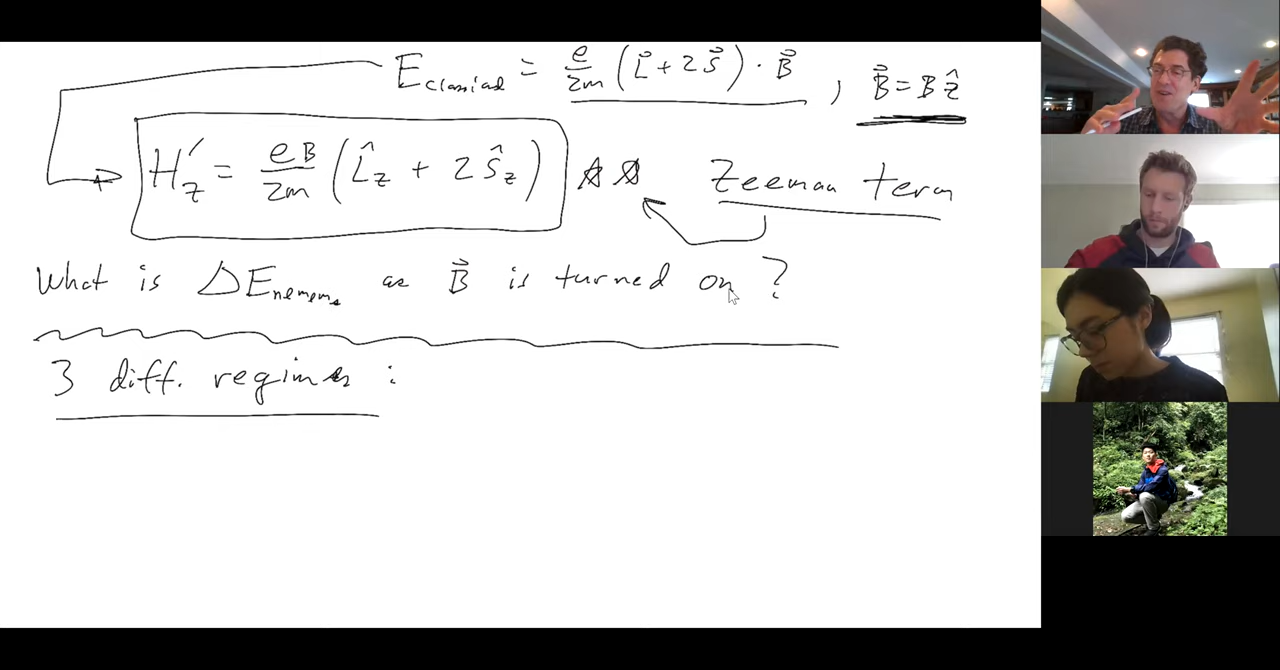 E_classical = e/2m (L⃗ + 2S⃗) · B⃗ , B⃗ = B ẑ
H'_z = eB/2m (L̂_z + 2Ŝ_z) Zeeman term
What is ΔE as B⃗ is turned on ?
3 diff. regimes :